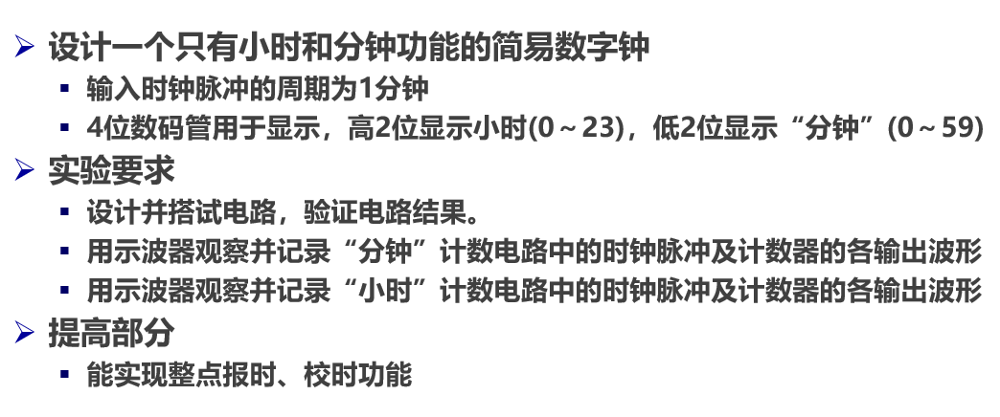 设计一个只有小时和分钟功能的简易数字钟
输入时钟脉冲的周期为1分钟
4位数码管用于显示，高2位显示小时(0～23)，低2位显示“分钟”(0～59)
实验要求
设计并搭试电路，验证电路结果。
用示波器观察并记录“分钟”计数电路中的时钟脉冲及计数器的各输出波形
用示波器观察并记录“小时”计数电路中的时钟脉冲及计数器的各输出波形
提高部分
能实现整点报时、校时功能